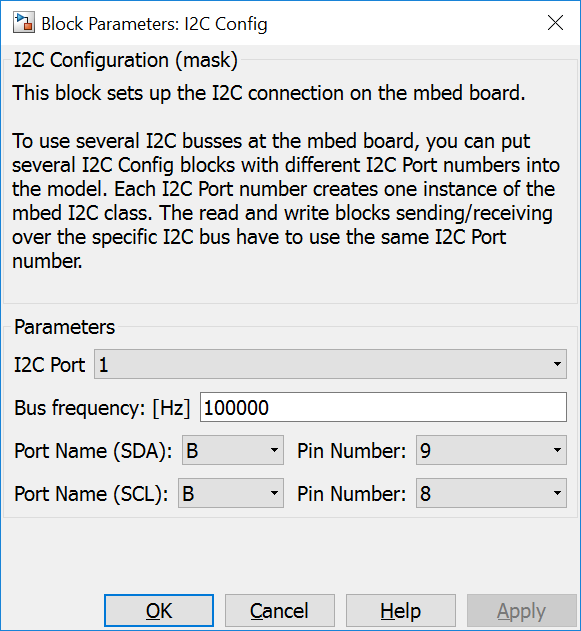 Block Parameters: I2C Config
I2C Configuration (mask)
This block sets up the I2C connection on the mbed board.
To use several I2C busses at the mbed board, you can put
several I2C Config blocks with different I2C Port numbers into
the model. Each I2C Port number creates one instance of the
mbed I2C class. The read and write blocks sending/receiving
over the specific I2C bus have to use the same I2C Port
number.
Parameters
I2C Port 1
Bus frequency: [Hz] 100000
Port Name (SDA): B Pin Number: 9
Port Name (SCL): B Pin Number: 8
OK Cancel Help Apply